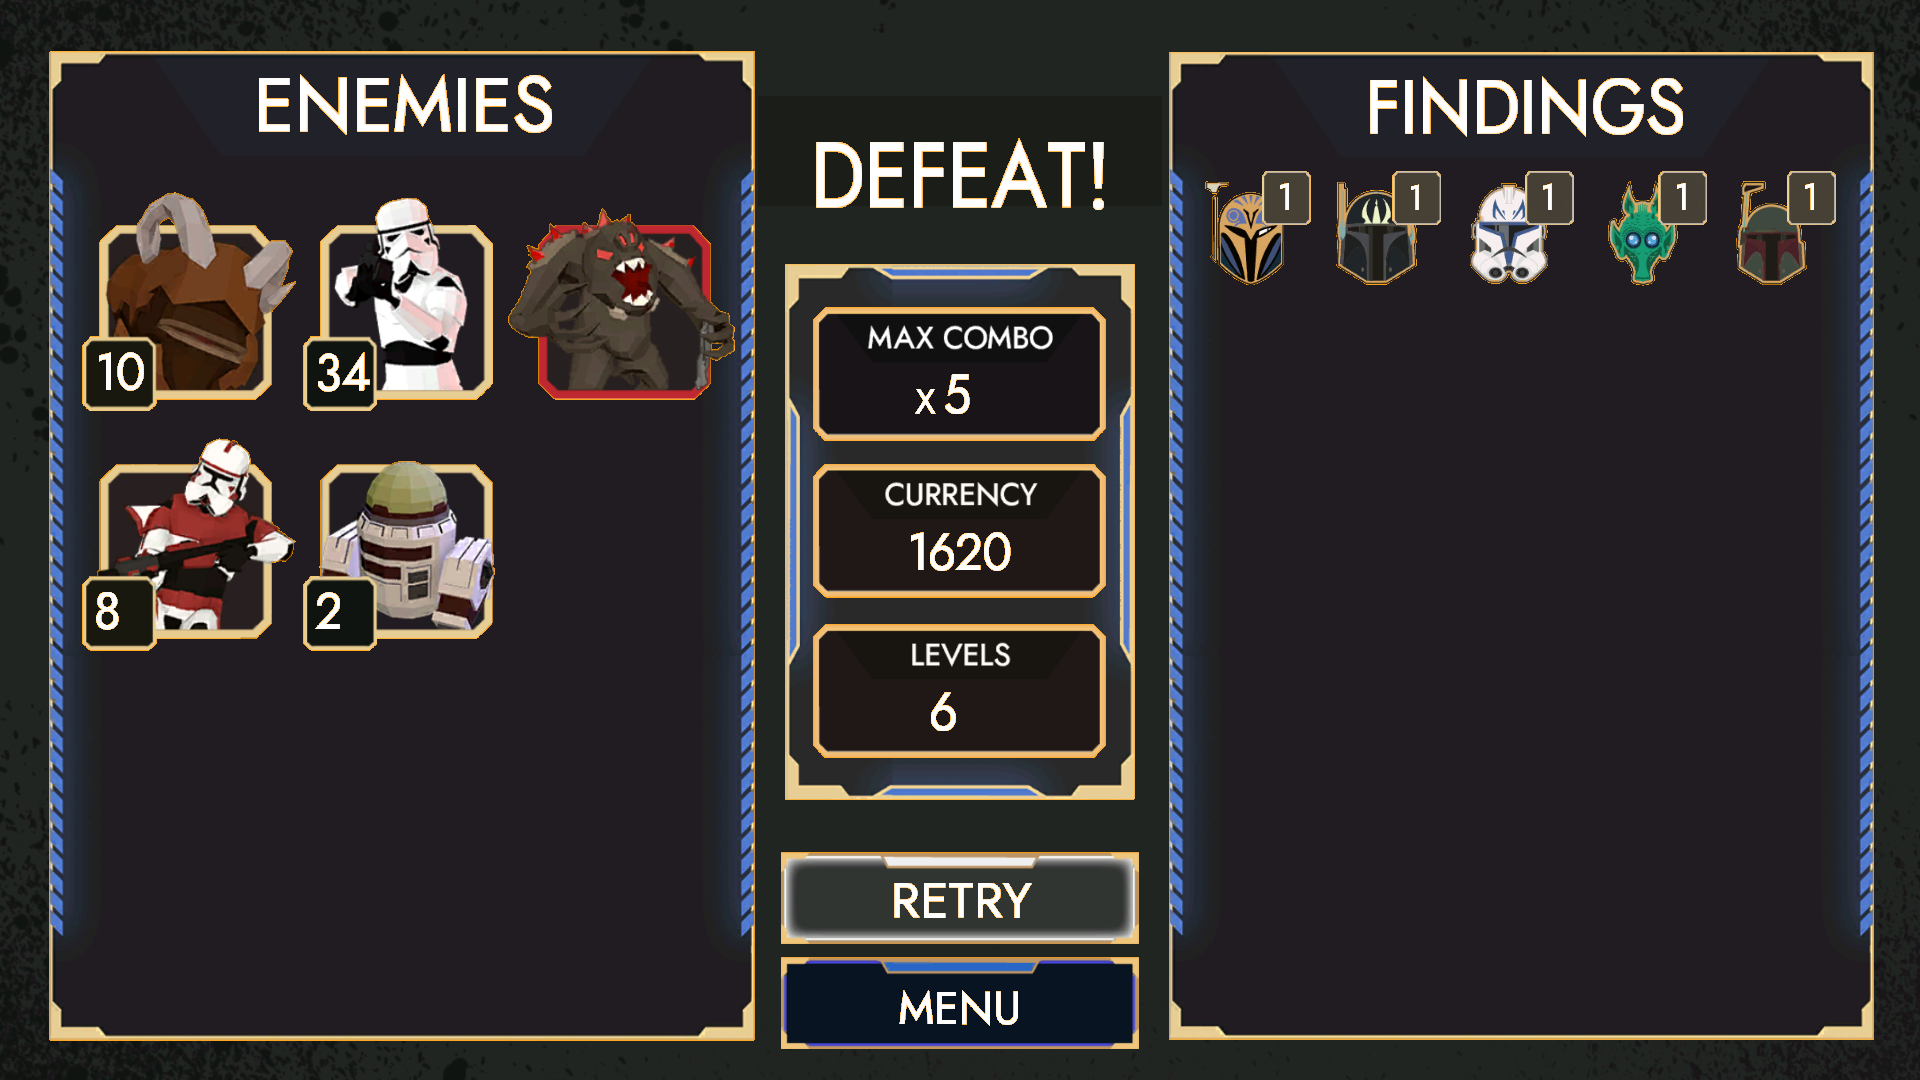 ENEMIES
10
34
8
2
DEFEAT!
MAX COMBO
x 5
CURRENCY
1620
LEVELS
6
RETRY
MENU
FINDINGS
1
1
1
1
1